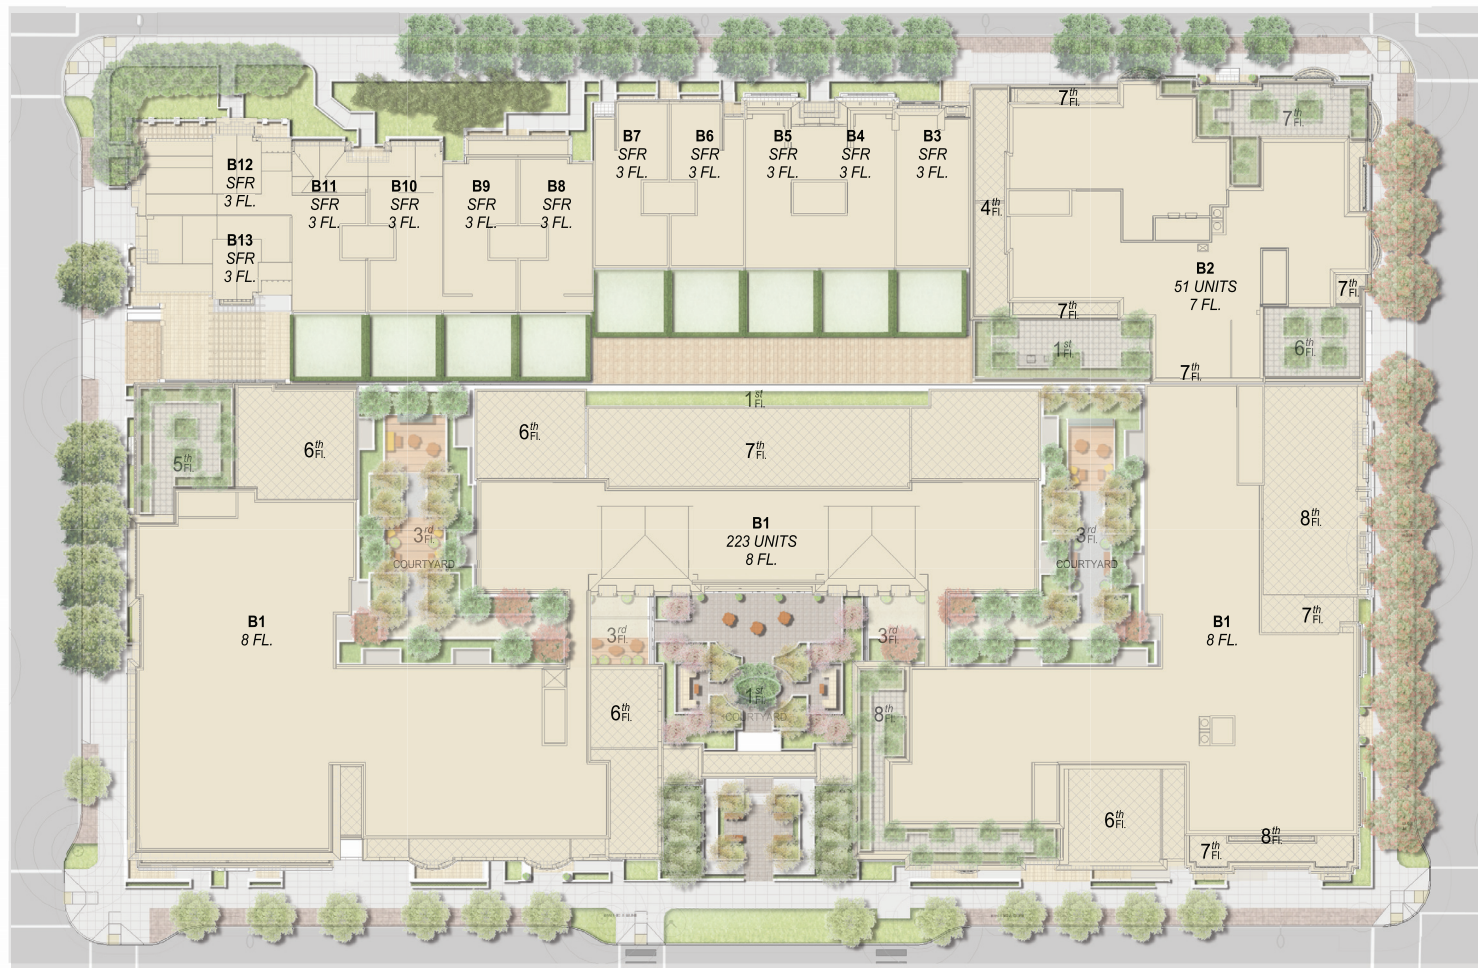 7th
Fl.
7th
Fl.
B7
SFR
3 FL.
B6
SFR
3 FL.
B5
SFR
3 FL.
B4
SFR
3 FL.
B3
SFR
3 FL.
B12
SFR
3 FL.
B11
SFR
3 FL.
B10
SFR
3 FL.
B9
SFR
3 FL.
B8
SFR
3 FL.
4th
Fl.
B13
SFR
3 FL.
B2
51 UNITS
7 FL.
7th
Fl.
7th
Fl.
1st
Fl.
6th
Fl.
7th
Fl.
1st
Fl.
5th
Fl.
6th
Fl.
6th
Fl.
7th
Fl.
3rd
Fl.
COURTYARD
B1
223 UNITS
8 FL.
3rd
Fl.
COURTYARD
8th
Fl.
B1
8 FL.
3rd
Fl.
3rd
Fl.
B1
8 FL.
7th
Fl.
6th
Fl.
1st
Fl.
COURTYARD
8th
Fl.
6th
Fl.
8th
Fl.
7th
Fl.